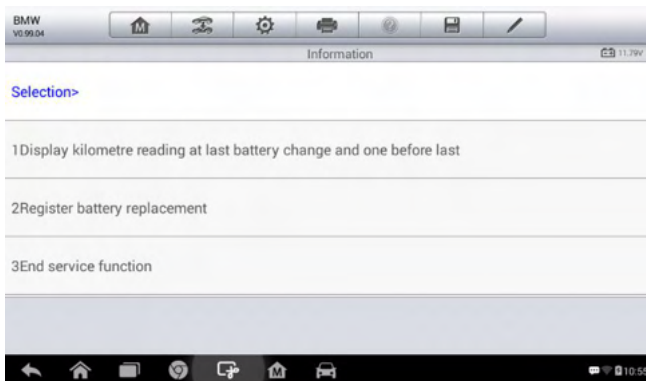 BMW
V0.99.04
Information
11.79V
Selection>
1Display kilometre reading at last battery change and one before last
2Register battery replacement
3End service function
10:55